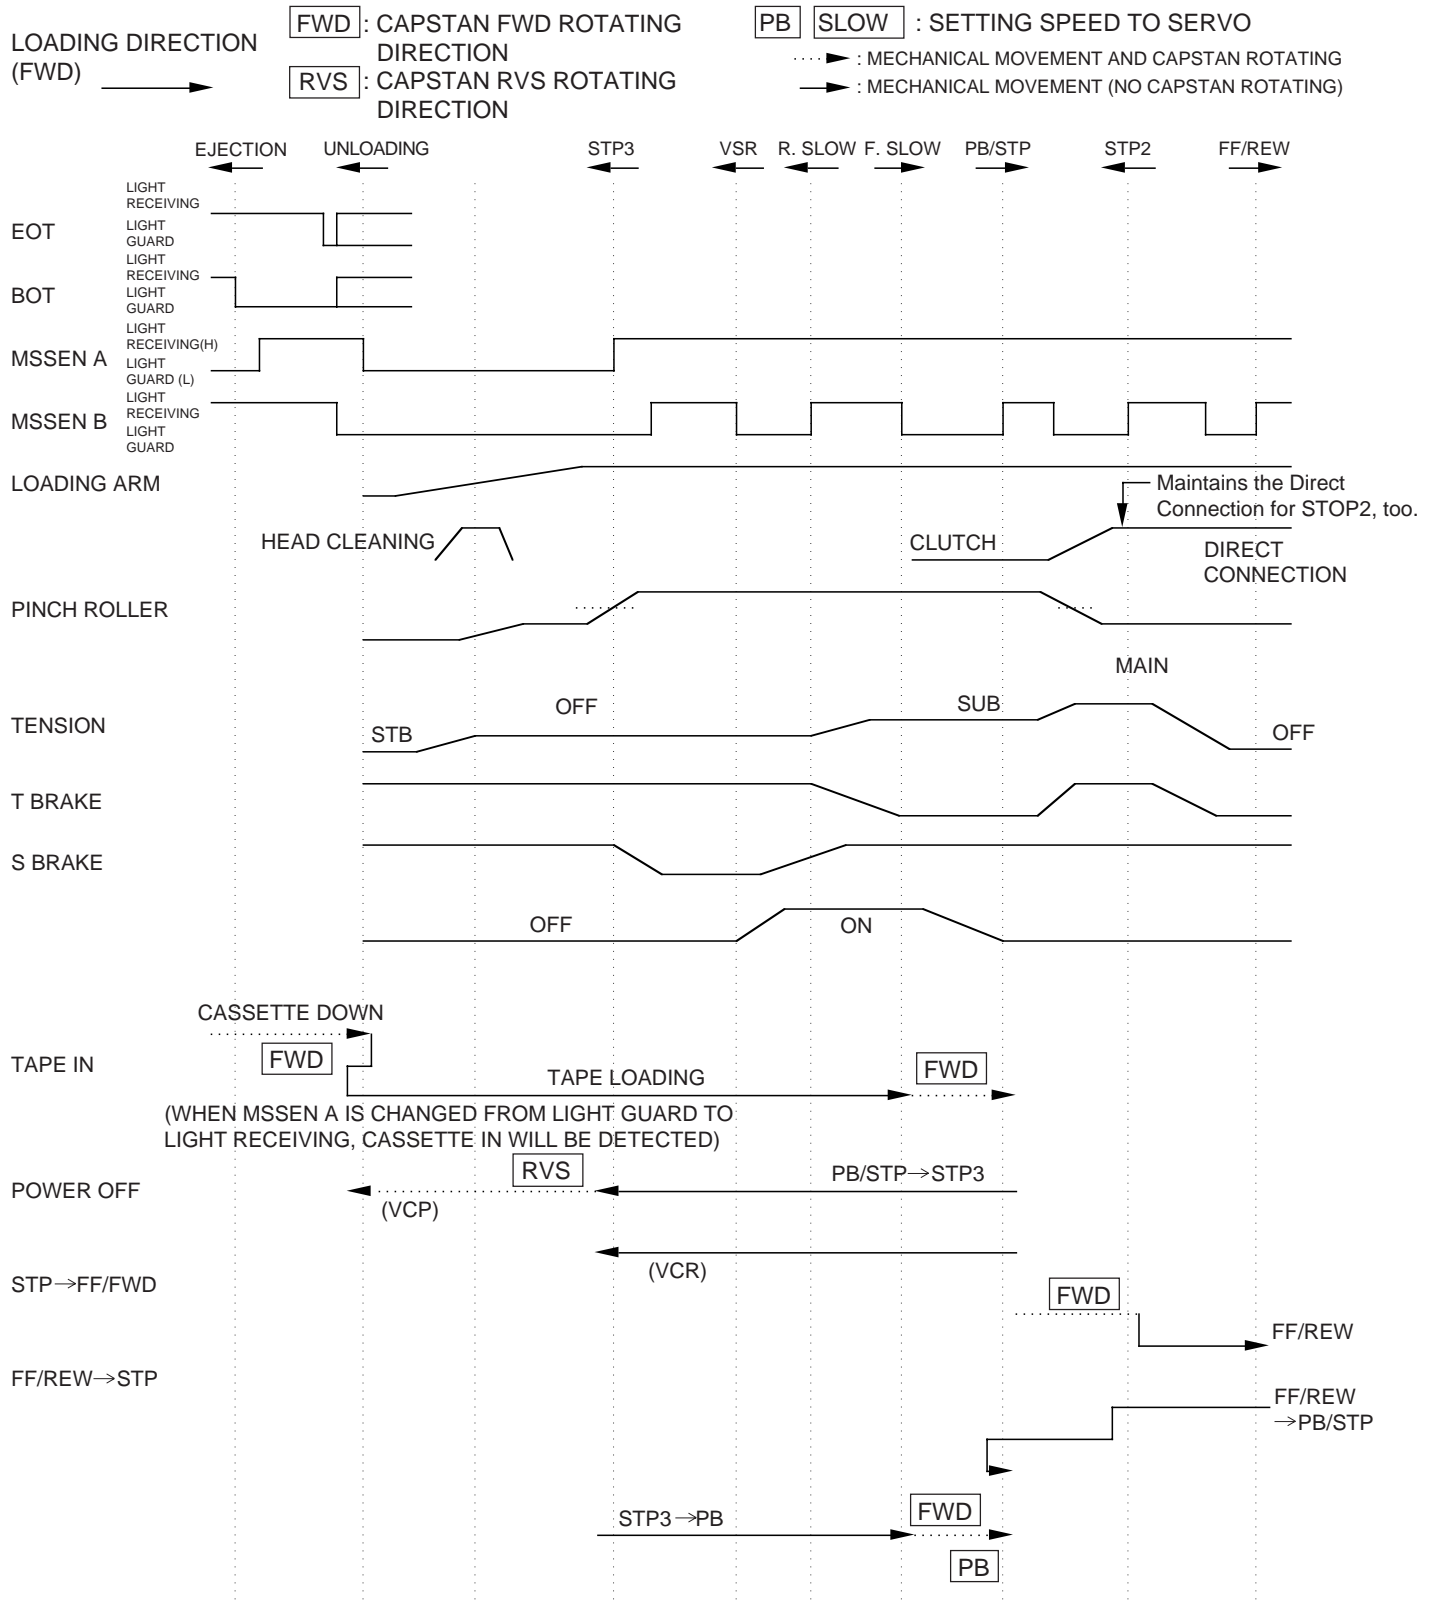 LOADING DIRECTION
(FWD)
FWD : CAPSTAN FWD ROTATING
DIRECTION
RVS : CAPSTAN RVS ROTATING
DIRECTION
PB SLOW : SETTING SPEED TO SERVO
: MECHANICAL MOVEMENT AND CAPSTAN ROTATING
: MECHANICAL MOVEMENT (NO CAPSTAN ROTATING)
EJECTION UNLOADING STP3 VSR R. SLOW F. SLOW PB/STP STP2 FF/REW
EOT
LIGHT
RECEIVING
LIGHT
GUARD
BOT
LIGHT
RECEIVING
LIGHT
GUARD
MSSEN A
LIGHT
RECEIVING(H)
LIGHT
GUARD (L)
MSSEN B
LIGHT
RECEIVING
LIGHT
GUARD
LOADING ARM
Maintains the Direct
Connection for STOP2, too.
HEAD CLEANING
CLUTCH
DIRECT
CONNECTION
PINCH ROLLER
MAIN
TENSION
STB
OFF
SUB
OFF
T BRAKE
S BRAKE
OFF
ON
CASSETTE DOWN
TAPE IN
FWD
TAPE LOADING
FWD
(WHEN MSSEN A IS CHANGED FROM LIGHT GUARD TO
LIGHT RECEIVING, CASSETTE IN WILL BE DETECTED)
POWER OFF
RVS
PB/STP→STP3
(VCP)
(VCR)
STP→FF/FWD
FWD
FF/REW
FF/REW→STP
FF/REW
→PB/STP
STP3→PB
FWD
PB